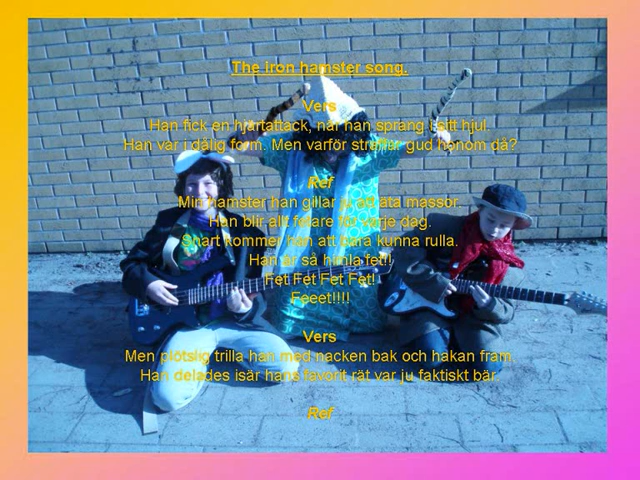 The iron hamster song.
Vers
Han fick en hjärtattack, när han sprang i sitt hjul.
Han var i dålig form. Men varför straffar gud honom då?
Ref
Min hamster han gillar ju att äta massor.
Han blir allt fetare för varje dag.
Snart kommer han att bara kunna rulla.
Han är så himla fet!!
Fet Fet Fet Fet!
Feeet!!!!
Vers
Men plötslig trilla han med nacken bak och hakan fram.
Han delades isär hans favorit rät var ju faktiskt bär.
Ref